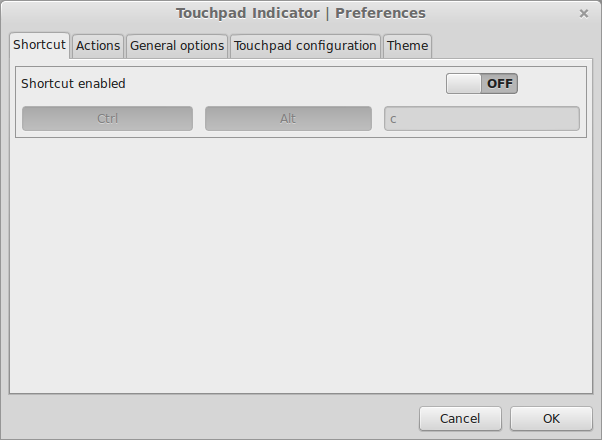 Touchpad Indicator | Preferences
Shortcut Actions General options Touchpad configuration Theme
Shortcut enabled OFF
Ctrl Alt c
Cancel OK